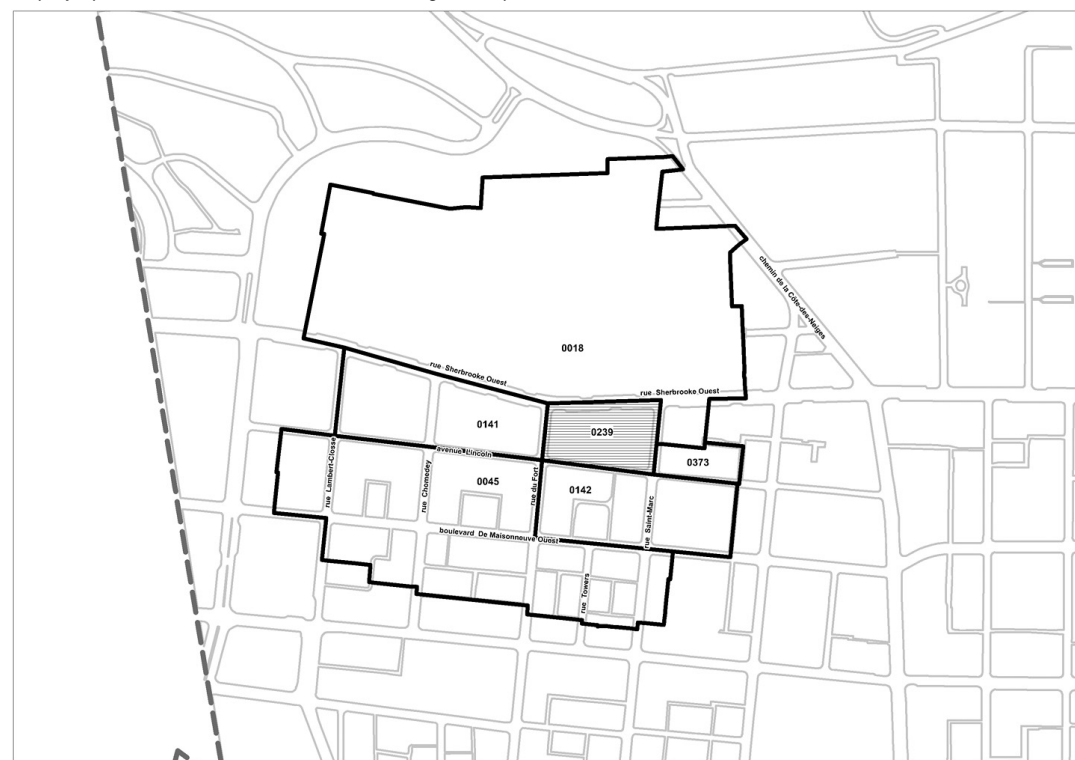 chemin de la Côte-des-Neiges
0018
rue Sherbrooke Ouest
rue Sherbrooke Ouest
0141
0239
avenue Lincoln
0373
rue Lambert-Closse
rue Chomedey
0045
rue du Fort
0142
rue Saint-Marc
boulevard De Maisonneuve Ouest
rue Towers